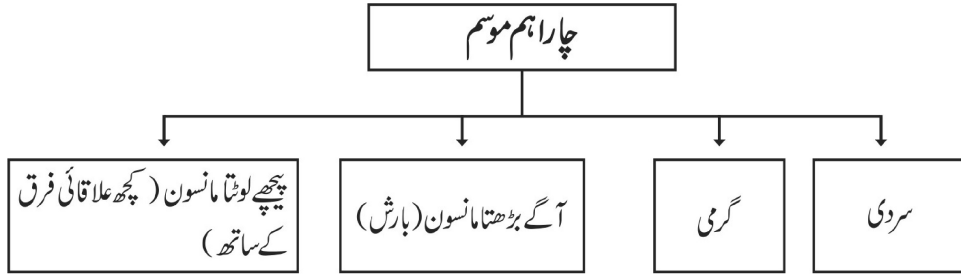 چار اہم موسم
سردی
گرمی
آگے بڑھتا مانسون (بارش)
پیچھے لوٹتا مانسون ( کچھ علاقائی فرق
کے ساتھ )